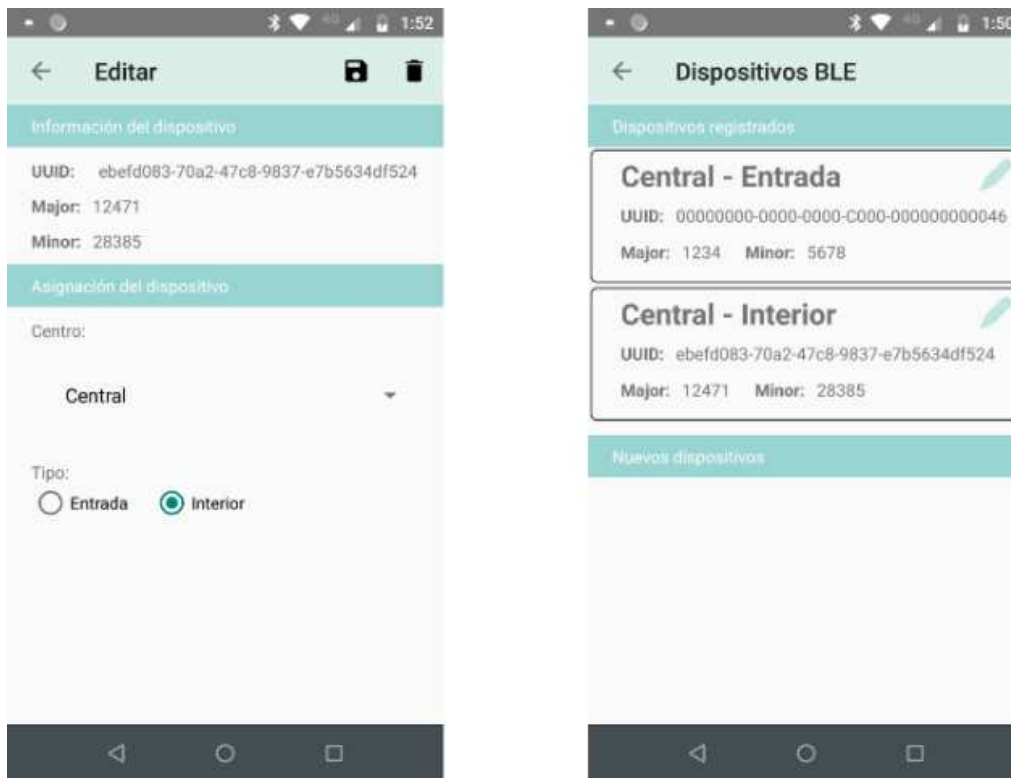 1:52
Editar
Información del dispositivo
UUID: ebefd083-70a2-47c8-9837-e7b5634df524
Major: 12471
Minor: 28385
Asignación del dispositivo
Centro:
Central
Tipo:
Entrada Interior
1:50
Dispositivos BLE
Dispositivos registrados
Central - Entrada
UUID: 00000000-0000-0000-C000-000000000046
Major: 1234 Minor: 5678
Central - Interior
UUID: ebefd083-70a2-47c8-9837-e7b5634df524
Major: 12471 Minor: 28385
Nuevos dispositivos